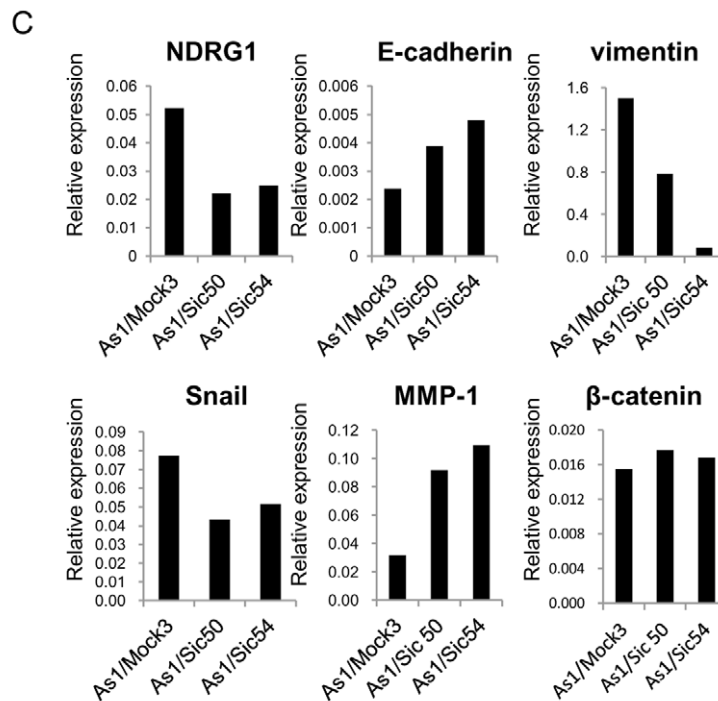 C
NDRG1
Relative expression
0.06
0.05
0.04
0.03
0.02
0.01
0
As1/Mock3
As1/Sic50
As1/Sic54
E-cadherin
Relative expression
0.006
0.005
0.004
0.003
0.002
0.001
0
As1/Mock3
As1/Sic50
As1/Sic54
vimentin
Relative expression
1.6
1.2
0.8
0.4
0.0
As1/Mock3
As1/Sic 50
As1/Sic54
Snail
Relative expression
0.09
0.08
0.07
0.06
0.05
0.04
0.03
0.02
0.01
0.00
As1/Mock3
As1/Sic50
As1/Sic54
MMP-1
Relative expression
0.12
0.10
0.08
0.06
0.04
0.02
0.00
As1/Mock3
As1/Sic 50
As1/Sic54
β-catenin
Relative expression
0.020
0.016
0.012
0.008
0.004
0.000
As1/Mock3
As1/Sic 50
As1/Sic54